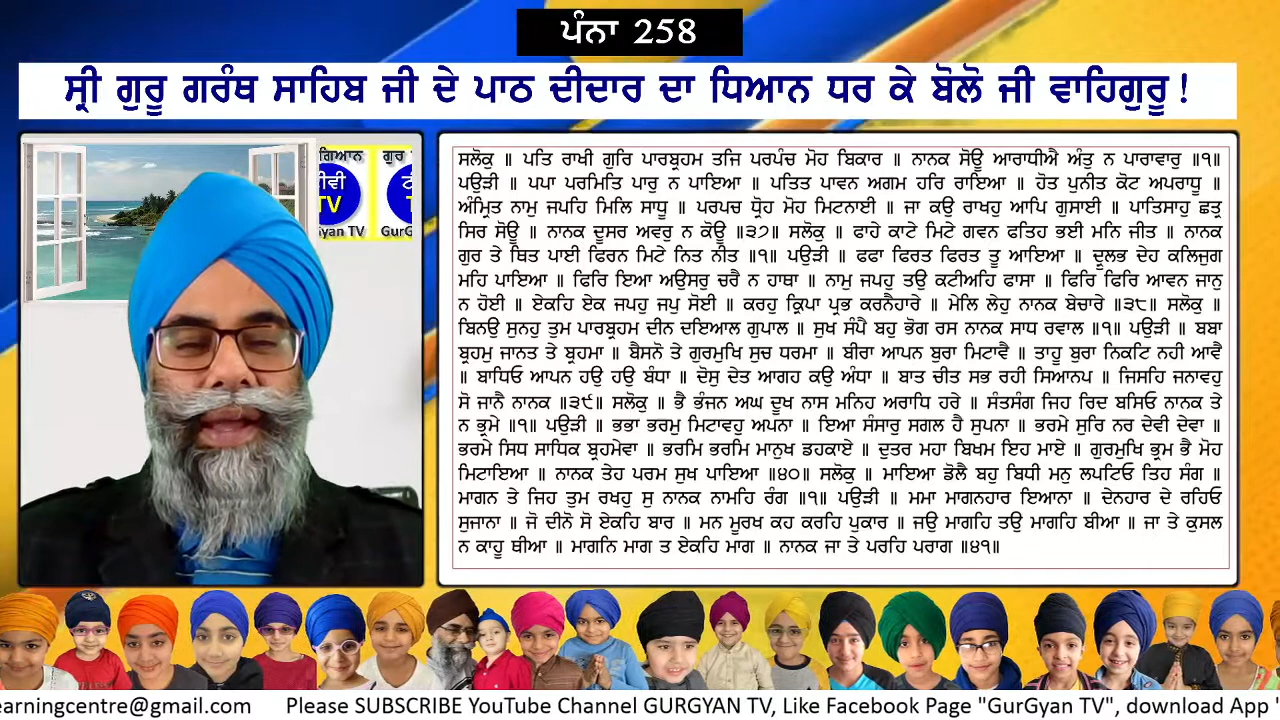 ਪੰਨਾ 258
ਸ੍ਰੀ ਗੁਰੂ ਗਰੰਥ ਸਾਹਿਬ ਜੀ ਦੇ ਪਾਠ ਦੀਦਾਰ ਦਾ ਧਿਆਨ ਧਰ ਕੇ ਬੋਲੋ ਜੀ ਵਾਹਿਗੁਰੂ!
ਗਿਆਨ ਗੁਰ
ਟੀਵੀ
TV
Gyan TV GurG
ਸਲੋਕੁ ॥ ਪਤਿ ਰਾਖੀ ਗੁਰਿ ਪਾਰਬ੍ਰਹਮ ਤਜਿ ਪਰਪੰਚ ਮੋਹ ਬਿਕਾਰ ॥ ਨਾਨਕ ਸੋਊ ਆਰਾਧੀਐ ਅੰਤੁ ਨ ਪਾਰਾਵਾਰੁ ॥੧॥
ਪਉੜੀ ॥ ਪਪਾ ਪਰਮਿਤਿ ਪਾਰੁ ਨ ਪਾਇਆ ॥ ਪਤਿਤ ਪਾਵਨ ਅਗਮ ਹਰਿ ਰਾਇਆ ॥ ਹੋਤ ਪੁਨੀਤ ਕੋਟ ਅਪਰਾਧੂ ॥
ਅੰਮ੍ਰਿਤ ਨਾਮੁ ਜਪਹਿ ਮਿਲਿ ਸਾਧੂ ॥ ਪਰਪਚ ਧ੍ਰੋਹ ਮੋਹ ਮਿਟਨਾਈ ॥ ਜਾ ਕਉ ਰਾਖਹੁ ਆਪਿ ਗੁਸਾਈ ॥ ਪਾਤਿਸਾਹੁ ਛਤ੍ਰ
ਸਿਰ ਸੋਊ ॥ ਨਾਨਕ ਦੂਸਰ ਅਵਰੁ ਨ ਕੋਊ ॥੩੭॥ ਸਲੋਕੁ ॥ ਫਾਹੇ ਕਾਟੇ ਮਿਟੇ ਗਵਨ ਫਤਿਹ ਭਈ ਮਨਿ ਜੀਤ ॥ ਨਾਨਕ
ਗੁਰ ਤੇ ਥਿਤ ਪਾਈ ਫਿਰਨ ਮਿਟੇ ਨਿਤ ਨੀਤ ॥੧॥ ਪਉੜੀ ॥ ਫਫਾ ਫਿਰਤ ਫਿਰਤ ਤੂ ਆਇਆ ॥ ਦ੍ਰੁਲਭ ਦੇਹ ਕਲਿਜੁਗ
ਮਹਿ ਪਾਇਆ ॥ ਫਿਰਿ ਇਆ ਅਉਸਰੁ ਚਰੈ ਨ ਹਾਥਾ ॥ ਨਾਮੁ ਜਪਹੁ ਤਉ ਕਟੀਅਹਿ ਫਾਸਾ ॥ ਫਿਰਿ ਫਿਰਿ ਆਵਨ ਜਾਨੁ
ਨ ਹੋਈ ॥ ਏਕਹਿ ਏਕ ਜਪਹੁ ਜਪੁ ਸੋਈ ॥ ਕਰਹੁ ਕ੍ਰਿਪਾ ਪ੍ਰਭ ਕਰਨੈਹਾਰੇ ॥ ਮੇਲਿ ਲੇਹੁ ਨਾਨਕ ਬੇਚਾਰੇ ॥੩੮॥ ਸਲੋਕੁ ॥
ਬਿਨਉ ਸੁਨਹੁ ਤੁਮ ਪਾਰਬ੍ਰਹਮ ਦੀਨ ਦਇਆਲ ਗੁਪਾਲ ॥ ਸੁਖ ਸੰਪੈ ਬਹੁ ਭੋਗ ਰਸ ਨਾਨਕ ਸਾਧ ਰਵਾਲ ॥੧॥ ਪਉੜੀ ॥ ਬਬਾ
ਬ੍ਰਹਮੁ ਜਾਨਤ ਤੇ ਬ੍ਰਹਮਾ ॥ ਬੈਸਨੋ ਤੇ ਗੁਰਮੁਖਿ ਸੁਚ ਧਰਮਾ ॥ ਬੀਰਾ ਆਪਨ ਬੁਰਾ ਮਿਟਾਵੈ ॥ ਤਾਹੂ ਬੁਰਾ ਨਿਕਟਿ ਨਹੀ ਆਵੈ
॥ ਬਾਧਿਓ ਆਪਨ ਹਉ ਹਉ ਬੰਧਾ ॥ ਦੋਸੁ ਦੇਤ ਆਗਹ ਕਉ ਅੰਧਾ ॥ ਬਾਤ ਚੀਤ ਸਭ ਰਹੀ ਸਿਆਨਪ ॥ ਜਿਸਹਿ ਜਨਾਵਹੁ
ਸੋ ਜਾਨੈ ਨਾਨਕ ॥੩੯॥ ਸਲੋਕੁ ॥ ਭੈ ਭੰਜਨ ਅਘ ਦੂਖ ਨਾਸ ਮਨਿਹ ਅਰਾਧਿ ਹਰੇ ॥ ਸੰਤਸੰਗ ਜਿਹ ਰਿਦ ਬਸਿਓ ਨਾਨਕ ਤੇ
ਨ ਭ੍ਰਮੇ ॥੧॥ ਪਉੜੀ ॥ ਭਭਾ ਭਰਮੁ ਮਿਟਾਵਹੁ ਅਪਨਾ ॥ ਇਆ ਸੰਸਾਰੁ ਸਗਲ ਹੈ ਸੁਪਨਾ ॥ ਭਰਮੇ ਸੁਰਿ ਨਰ ਦੇਵੀ ਦੇਵਾ ॥
ਭਰਮੇ ਸਿਧ ਸਾਧਿਕ ਬ੍ਰਹਮੇਵਾ ॥ ਭਰਮਿ ਭਰਮਿ ਮਾਨੁਖ ਡਹਕਾਏ ॥ ਦੁਤਰ ਮਹਾ ਬਿਖਮ ਇਹ ਮਾਏ ॥ ਗੁਰਮੁਖਿ ਭ੍ਰਮ ਭੈ ਮੋਹ
ਮਿਟਾਇਆ ॥ ਨਾਨਕ ਤੇਹ ਪਰਮ ਸੁਖ ਪਾਇਆ ॥੪੦॥ ਸਲੋਕੁ ॥ ਮਾਇਆ ਡੋਲੈ ਬਹੁ ਬਿਧੀ ਮਨੁ ਲਪਟਿਓ ਤਿਹ ਸੰਗ ॥
ਮਾਗਨ ਤੇ ਜਿਹ ਤੁਮ ਰਖਹੁ ਸੁ ਨਾਨਕ ਨਾਮਹਿ ਰੰਗ ॥੧॥ ਪਉੜੀ ॥ ਮਮਾ ਮਾਗਨਹਾਰ ਇਆਨਾ ॥ ਦੇਨਹਾਰ ਦੇ ਰਹਿਓ
ਸੁਜਾਨਾ ॥ ਜੋ ਦੀਨੋ ਸੋ ਏਕਹਿ ਬਾਰ ॥ ਮਨ ਮੂਰਖ ਕਹ ਕਰਹਿ ਪੁਕਾਰ ॥ ਜਉ ਮਾਗਹਿ ਤਉ ਮਾਗਹਿ ਬੀਆ ॥ ਜਾ ਤੇ ਕੁਸਲ
ਨ ਕਾਹੂ ਥੀਆ ॥ ਮਾਗਨਿ ਮਾਗ ਤ ਏਕਹਿ ਮਾਗ ॥ ਨਾਨਕ ਜਾ ਤੇ ਪਰਹਿ ਪਰਾਗ ॥੪੧॥
earningcentre@gmail.com Please SUBSCRIBE YouTube Channel GURGYAN TV, Like Facebook Page "GurGyan TV", download App